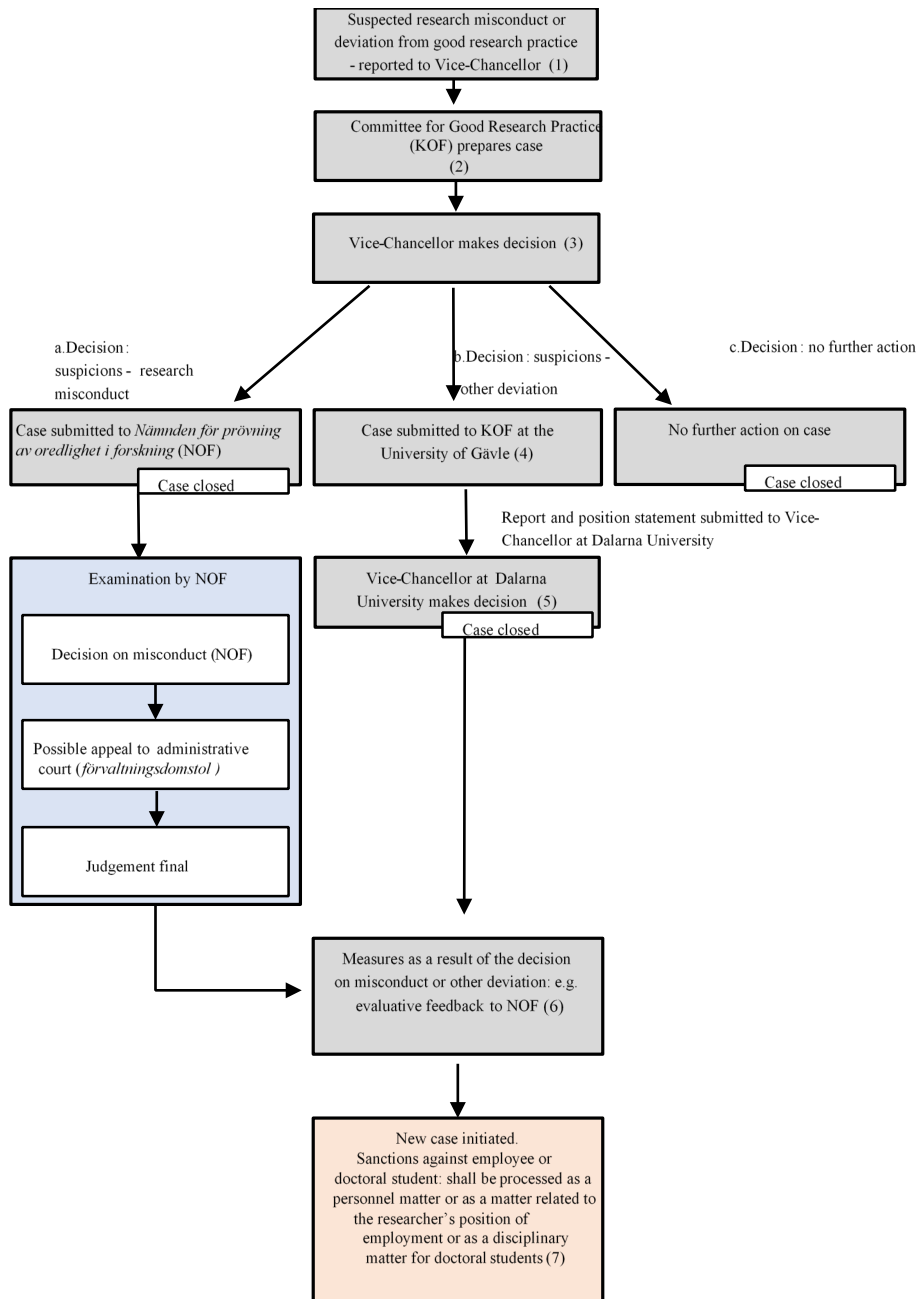 Suspected research misconduct or
deviation from good research practice
- reported to Vice-Chancellor (1)
Committee for Good Research Practice
(KOF) prepares case
(2)
Vice-Chancellor makes decision (3)
a.Decision:
suspicions - research
misconduct
b.Decision: suspicions -
other deviation
c.Decision: no further action
Case submitted to Nämnden för prövning
av oredlighet i forskning (NOF)
Case closed
Case submitted to KOF at the
University of Gävle (4)
No further action on case
Case closed
Report and position statement submitted to Vice-
Chancellor at Dalarna University
Examination by NOF
Decision on misconduct (NOF)
Possible appeal to administrative
court (förvaltningsdomstol )
Judgement final
Vice-Chancellor at Dalarna
University makes decision (5)
Case closed
Measures as a result of the decision
on misconduct or other deviation: e.g.
evaluative feedback to NOF (6)
New case initiated.
Sanctions against employee or
doctoral student: shall be processed as a
personnel matter or as a matter related to
the researcher's position of
employment or as a disciplinary
matter for doctoral students (7)